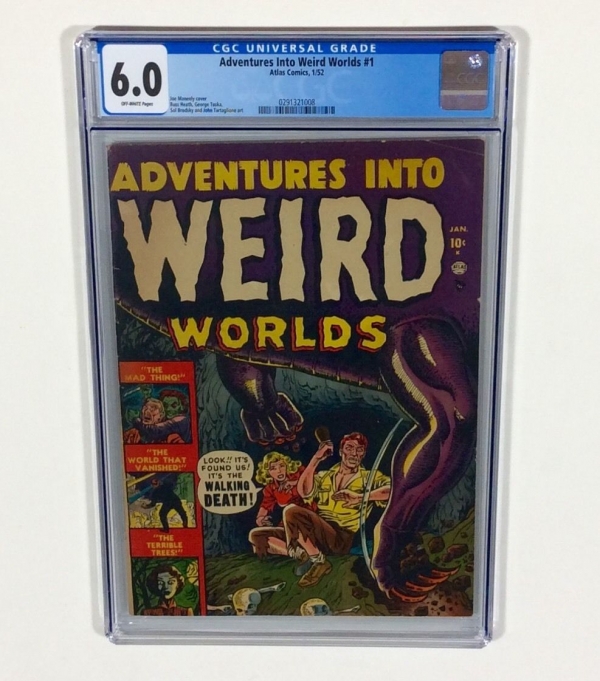 CGC UNIVERSAL GRADE
6.0
OFF-WHITE Pages
Adventures Into Weird Worlds #1
Atlas Comics, 1/52
Joe Maneely cover
Russ Heath, George Tuska,
Sol Brodsky and John Tartaglione art
0291321008
ADVENTURES INTO
WEIRD
WORLDS
JAN.
10¢
ATLAS
"THE
MAD THING!"
"THE
WORLD THAT
VANISHED!"
"THE
TERRIBLE
TREES!"
LOOK!! IT'S
FOUND US!
IT'S THE
WALKING
DEATH!